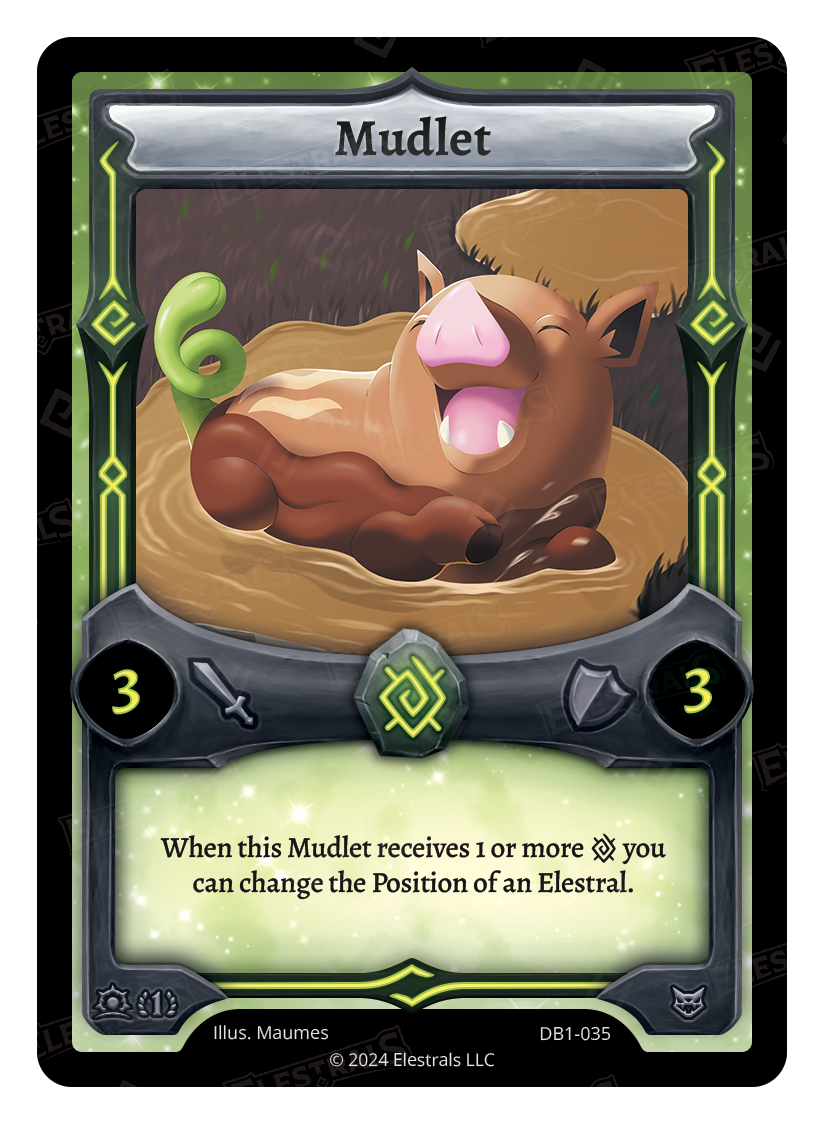 Mudlet
3
3
When this Mudlet receives 1 or more you
can change the Position of an Elestral.
1
Illus. Maumes
DB1-035
© 2024 Elestrals LLC